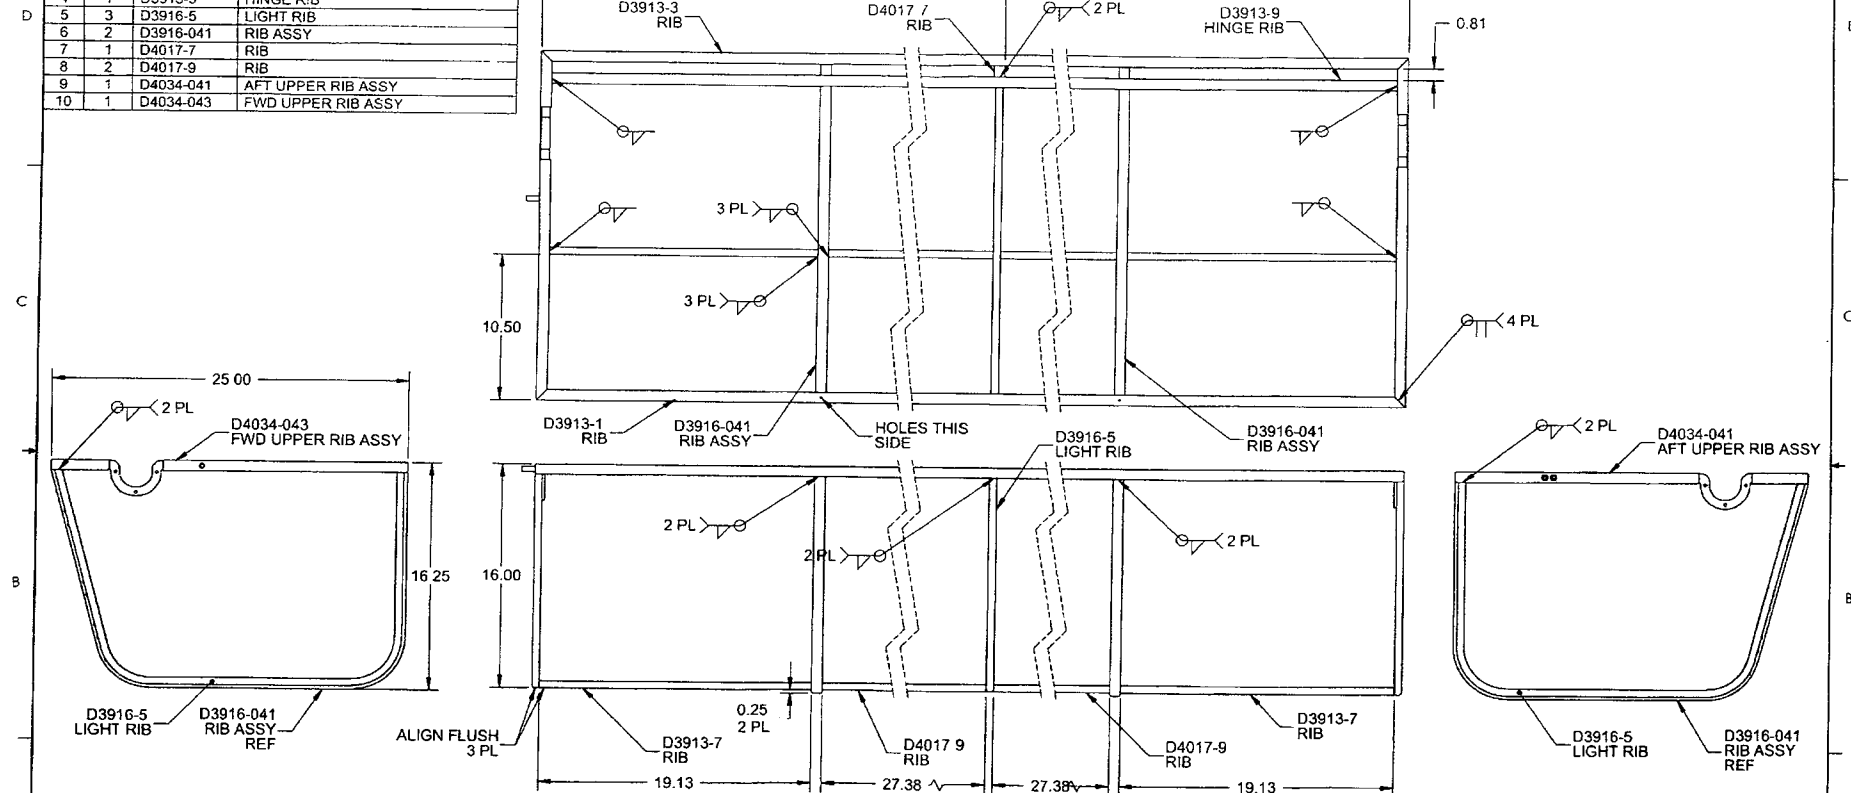 D3913-3
RIB
D4017 7
RIB
2 PL
D3913-9
HINGE RIB
0.81
D
HINGE RIB
5 3 D3916-5 LIGHT RIB
6 2 D3916-041 RIB ASSY
7 1 D4017-7 RIB
8 2 D4017-9 RIB
9 1 D4034-041 AFT UPPER RIB ASSY
10 1 D4034-043 FWD UPPER RIB ASSY
3 PL
3 PL
C
10.50
4 PL
25 00
2 PL
D4034-043
FWD UPPER RIB ASSY
D3913-1
RIB
D3916-041
RIB ASSY
HOLES THIS
SIDE
D3916-5
LIGHT RIB
D3916-041
RIB ASSY
2 PL
D4034-041
AFT UPPER RIB ASSY
2 PL
2 PL
2 PL
B
16 25
16.00
B
D3916-5
LIGHT RIB
D3916-041
RIB ASSY
REF
ALIGN FLUSH
3 PL
D3913-7
RIB
0.25
2 PL
D4017 9
RIB
D4017-9
RIB
D3913-7
RIB
D3916-5
LIGHT RIB
D3916-041
RIB ASSY
REF
19.13
27.38
27.38
19.13